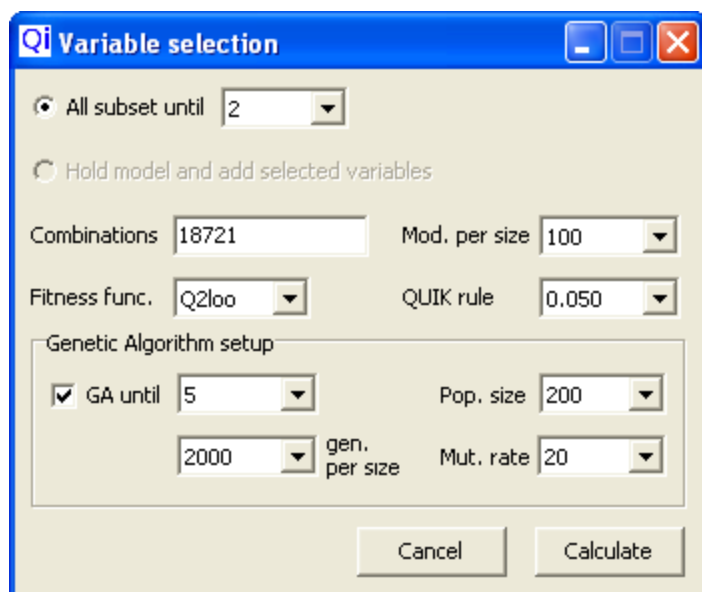 Qi Variable selection
All subset until 2
Hold model and add selected variables
Combinations 18721 Mod. per size 100
Fitness func. Q2loo QUIK rule 0.050
Genetic Algorithm setup
GA until 5 Pop. size 200
2000 gen. per size Mut. rate 20
Cancel Calculate